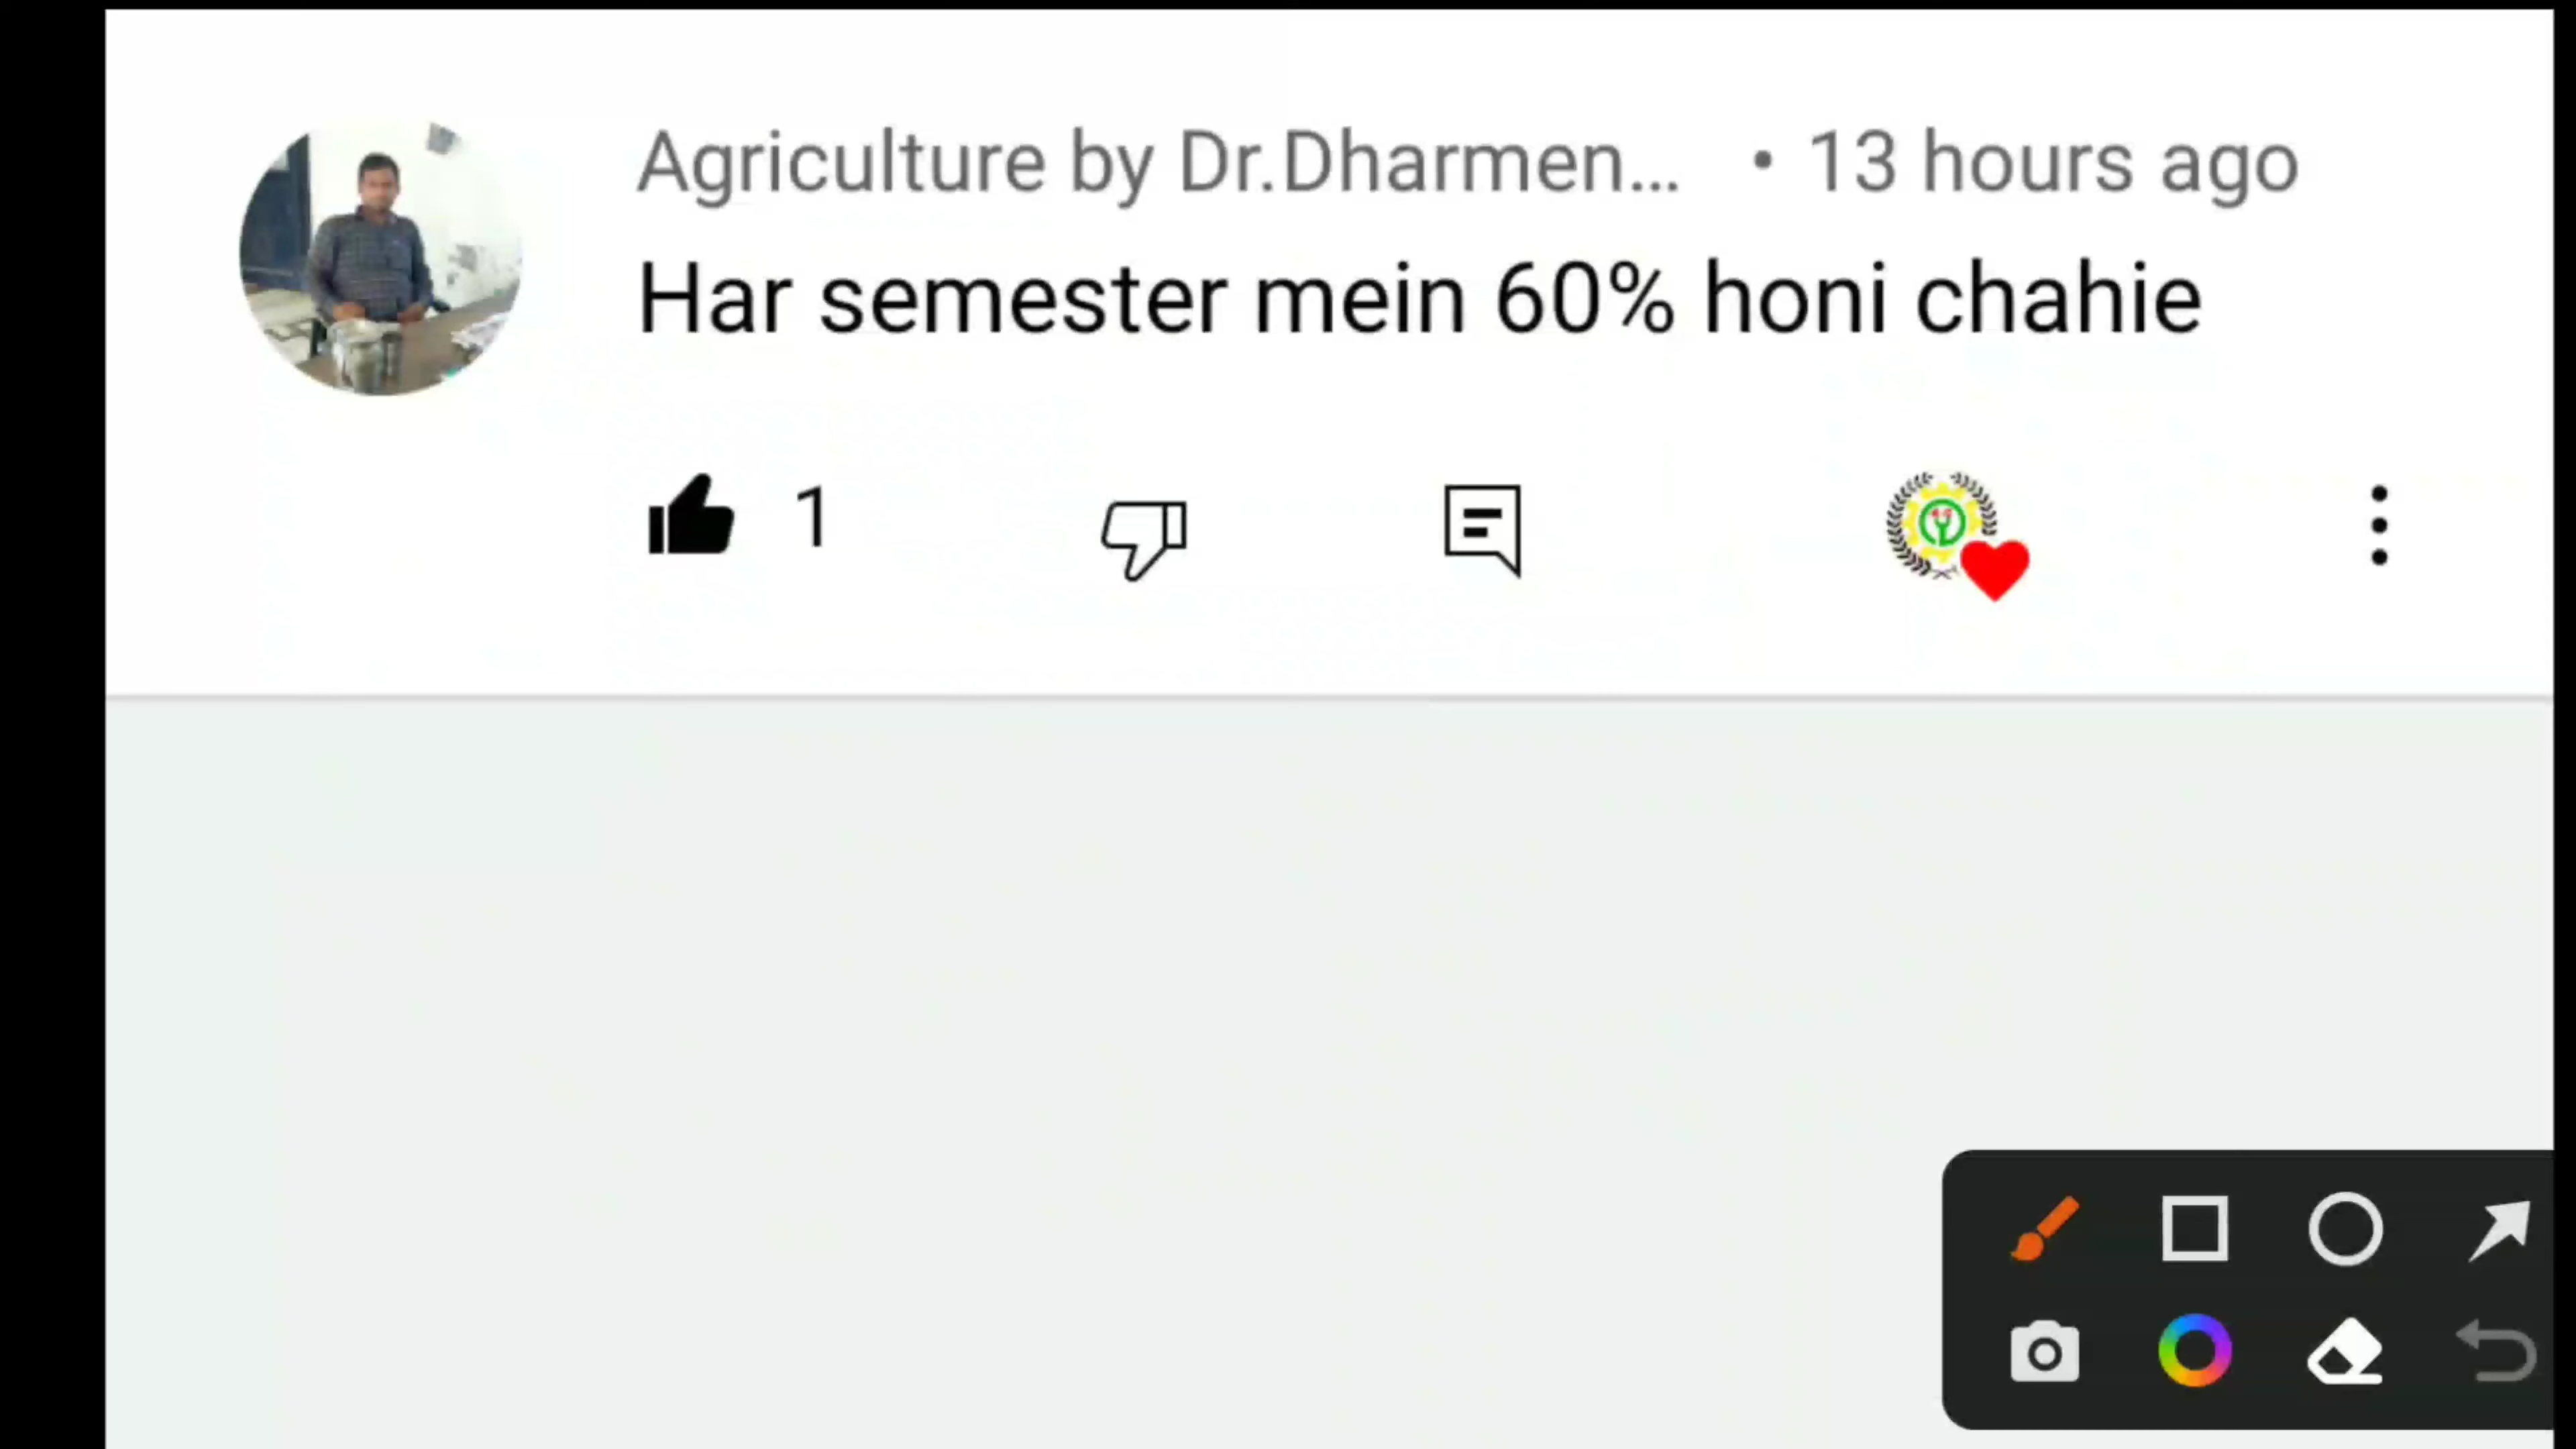 Agriculture by Dr.Dharmen... • 13 hours ago
Har semester mein 60% honi chahie
1